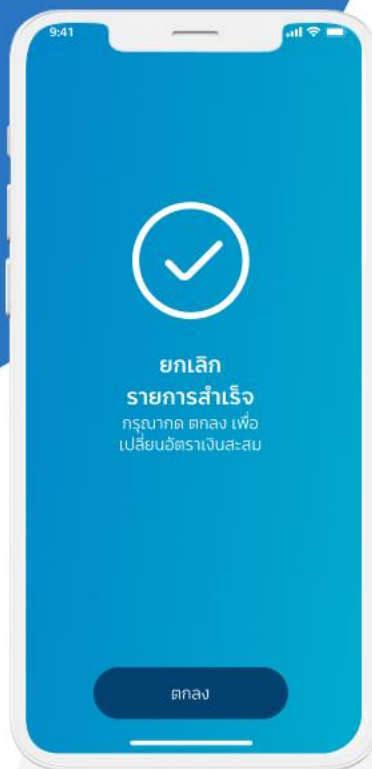 9:41
ยกเลิก
รายการสำเร็จ
กรุณากด ตกลง เพื่อ
เปลี่ยนอัตราเงินสะสม
ตกลง